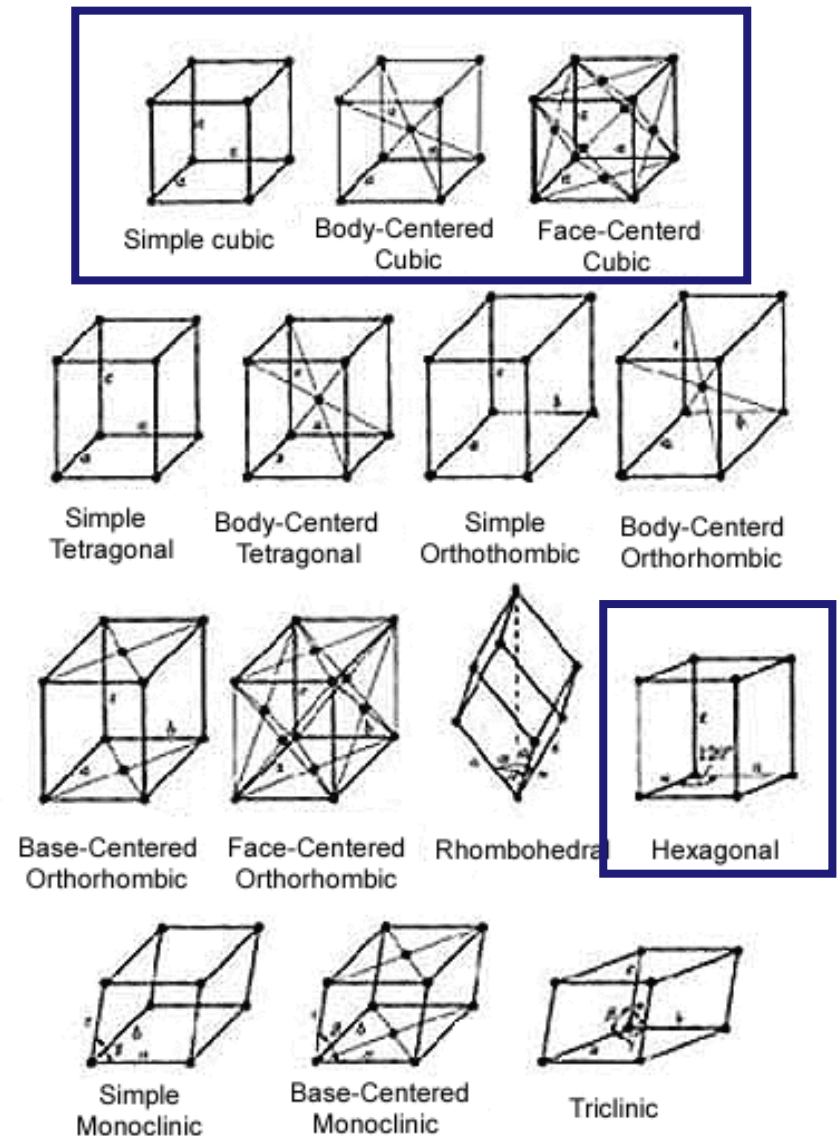 Simple cubic
Body-Centered
Cubic
Face-Centerd
Cubic
Simple
Tetragonal
Body-Centerd
Tetragonal
Simple
Orthothombic
Body-Centerd
Orthorhombic
Base-Centered
Orthorhombic
Face-Centered
Orthorhombic
Rhombohedral
120°
Hexagonal
Simple
Monoclinic
Base-Centered
Monoclinic
Triclinic